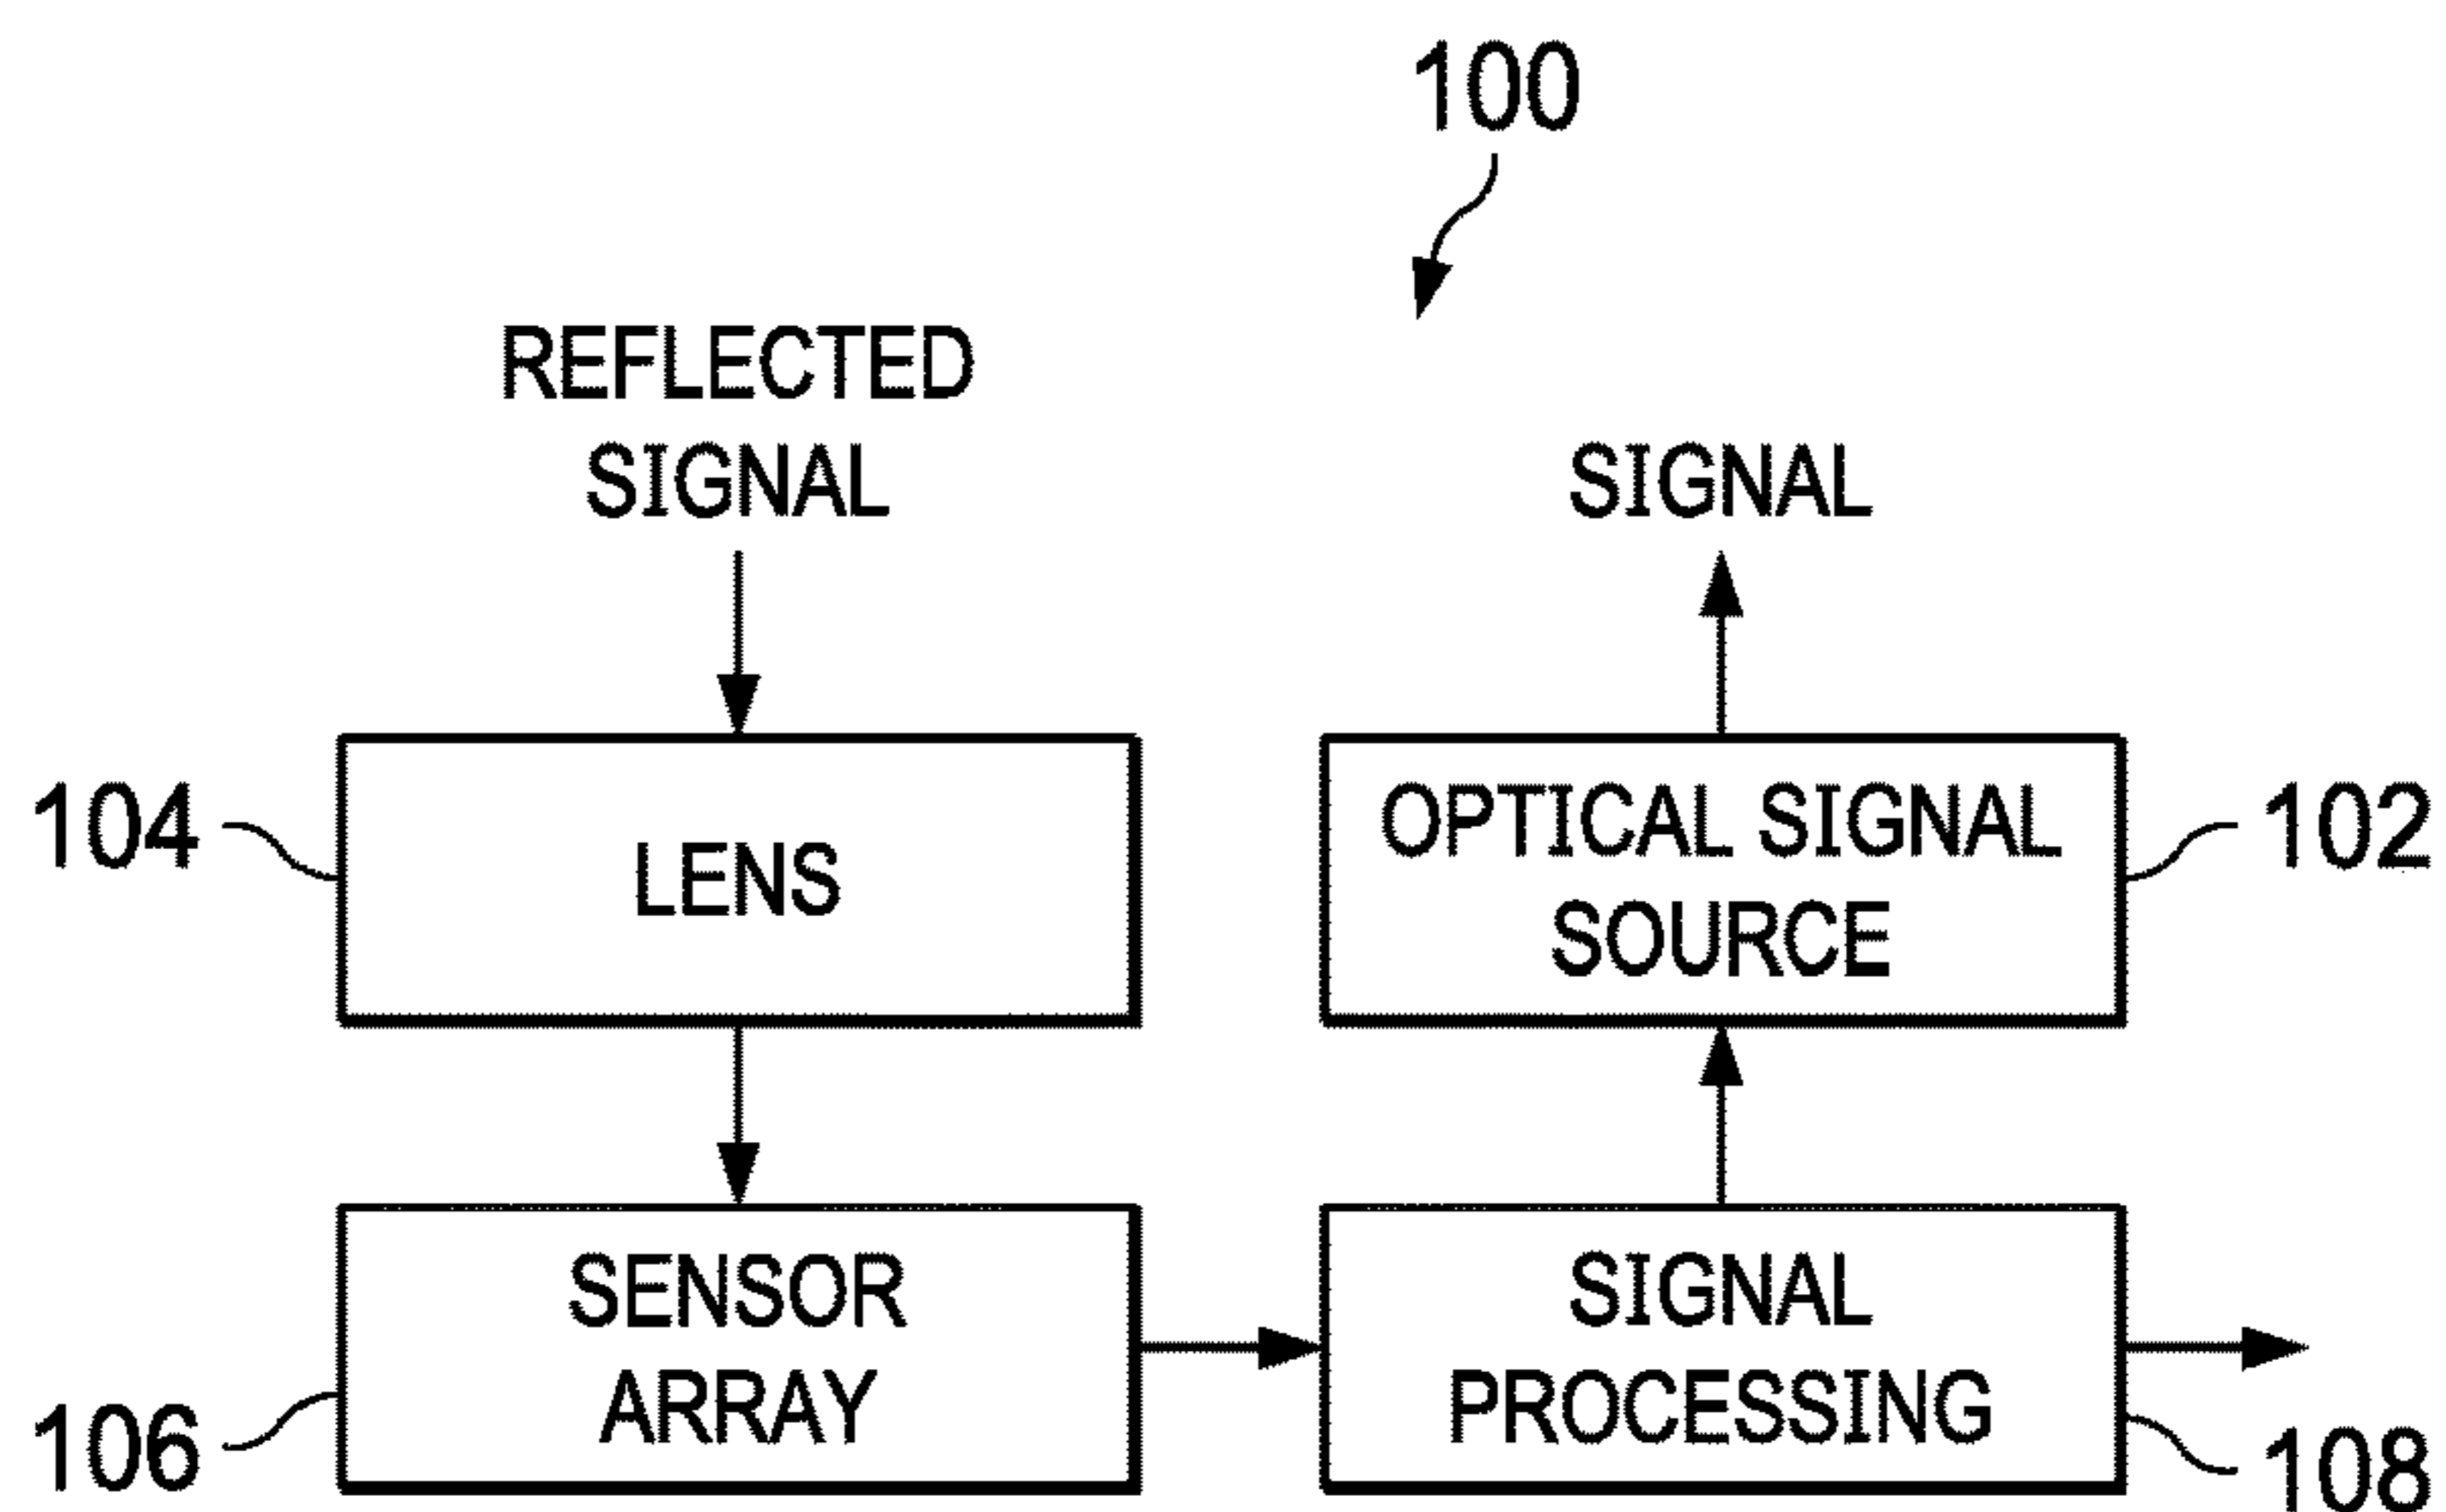 100
REFLECTED
SIGNAL
SIGNAL
104
LENS
OPTICAL SIGNAL
SOURCE
102
SENSOR
ARRAY
106
SIGNAL
PROCESSING
108